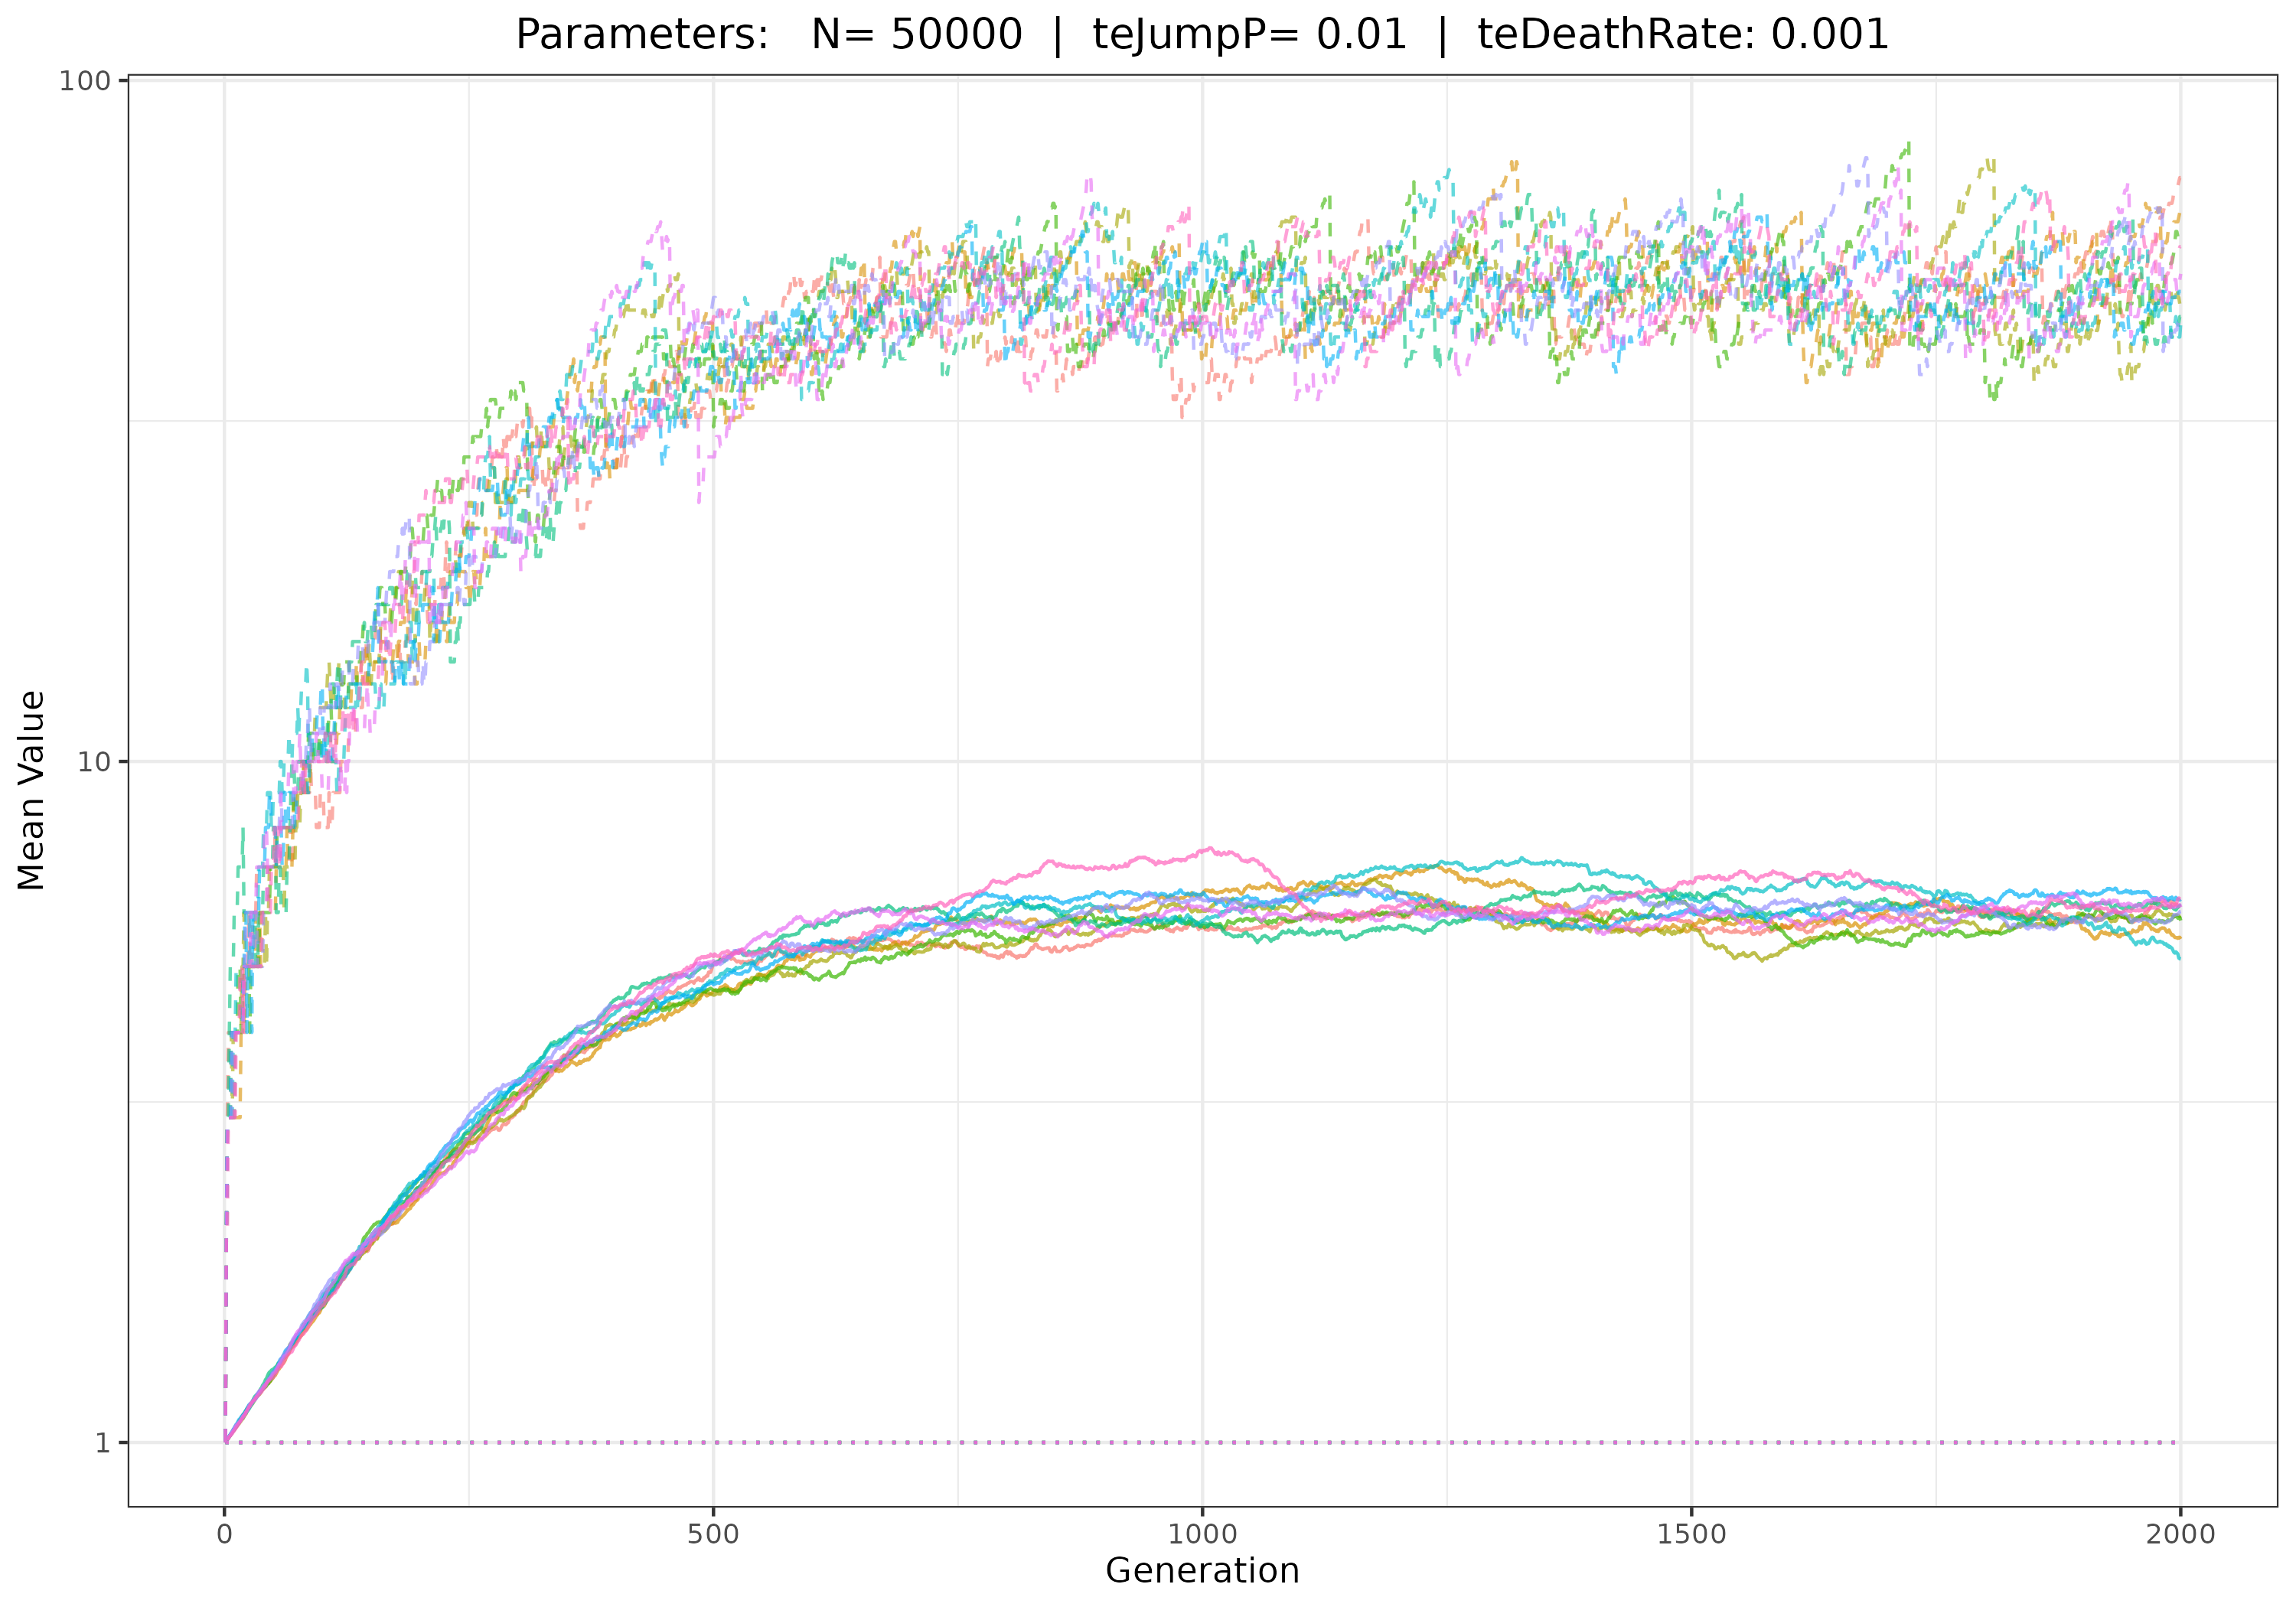 Parameters:   N= 50000  |  teJumpP= 0.01  |  teDeathRate: 0.001
100
10
1
Mean Value
0 500 1000 1500 2000
Generation